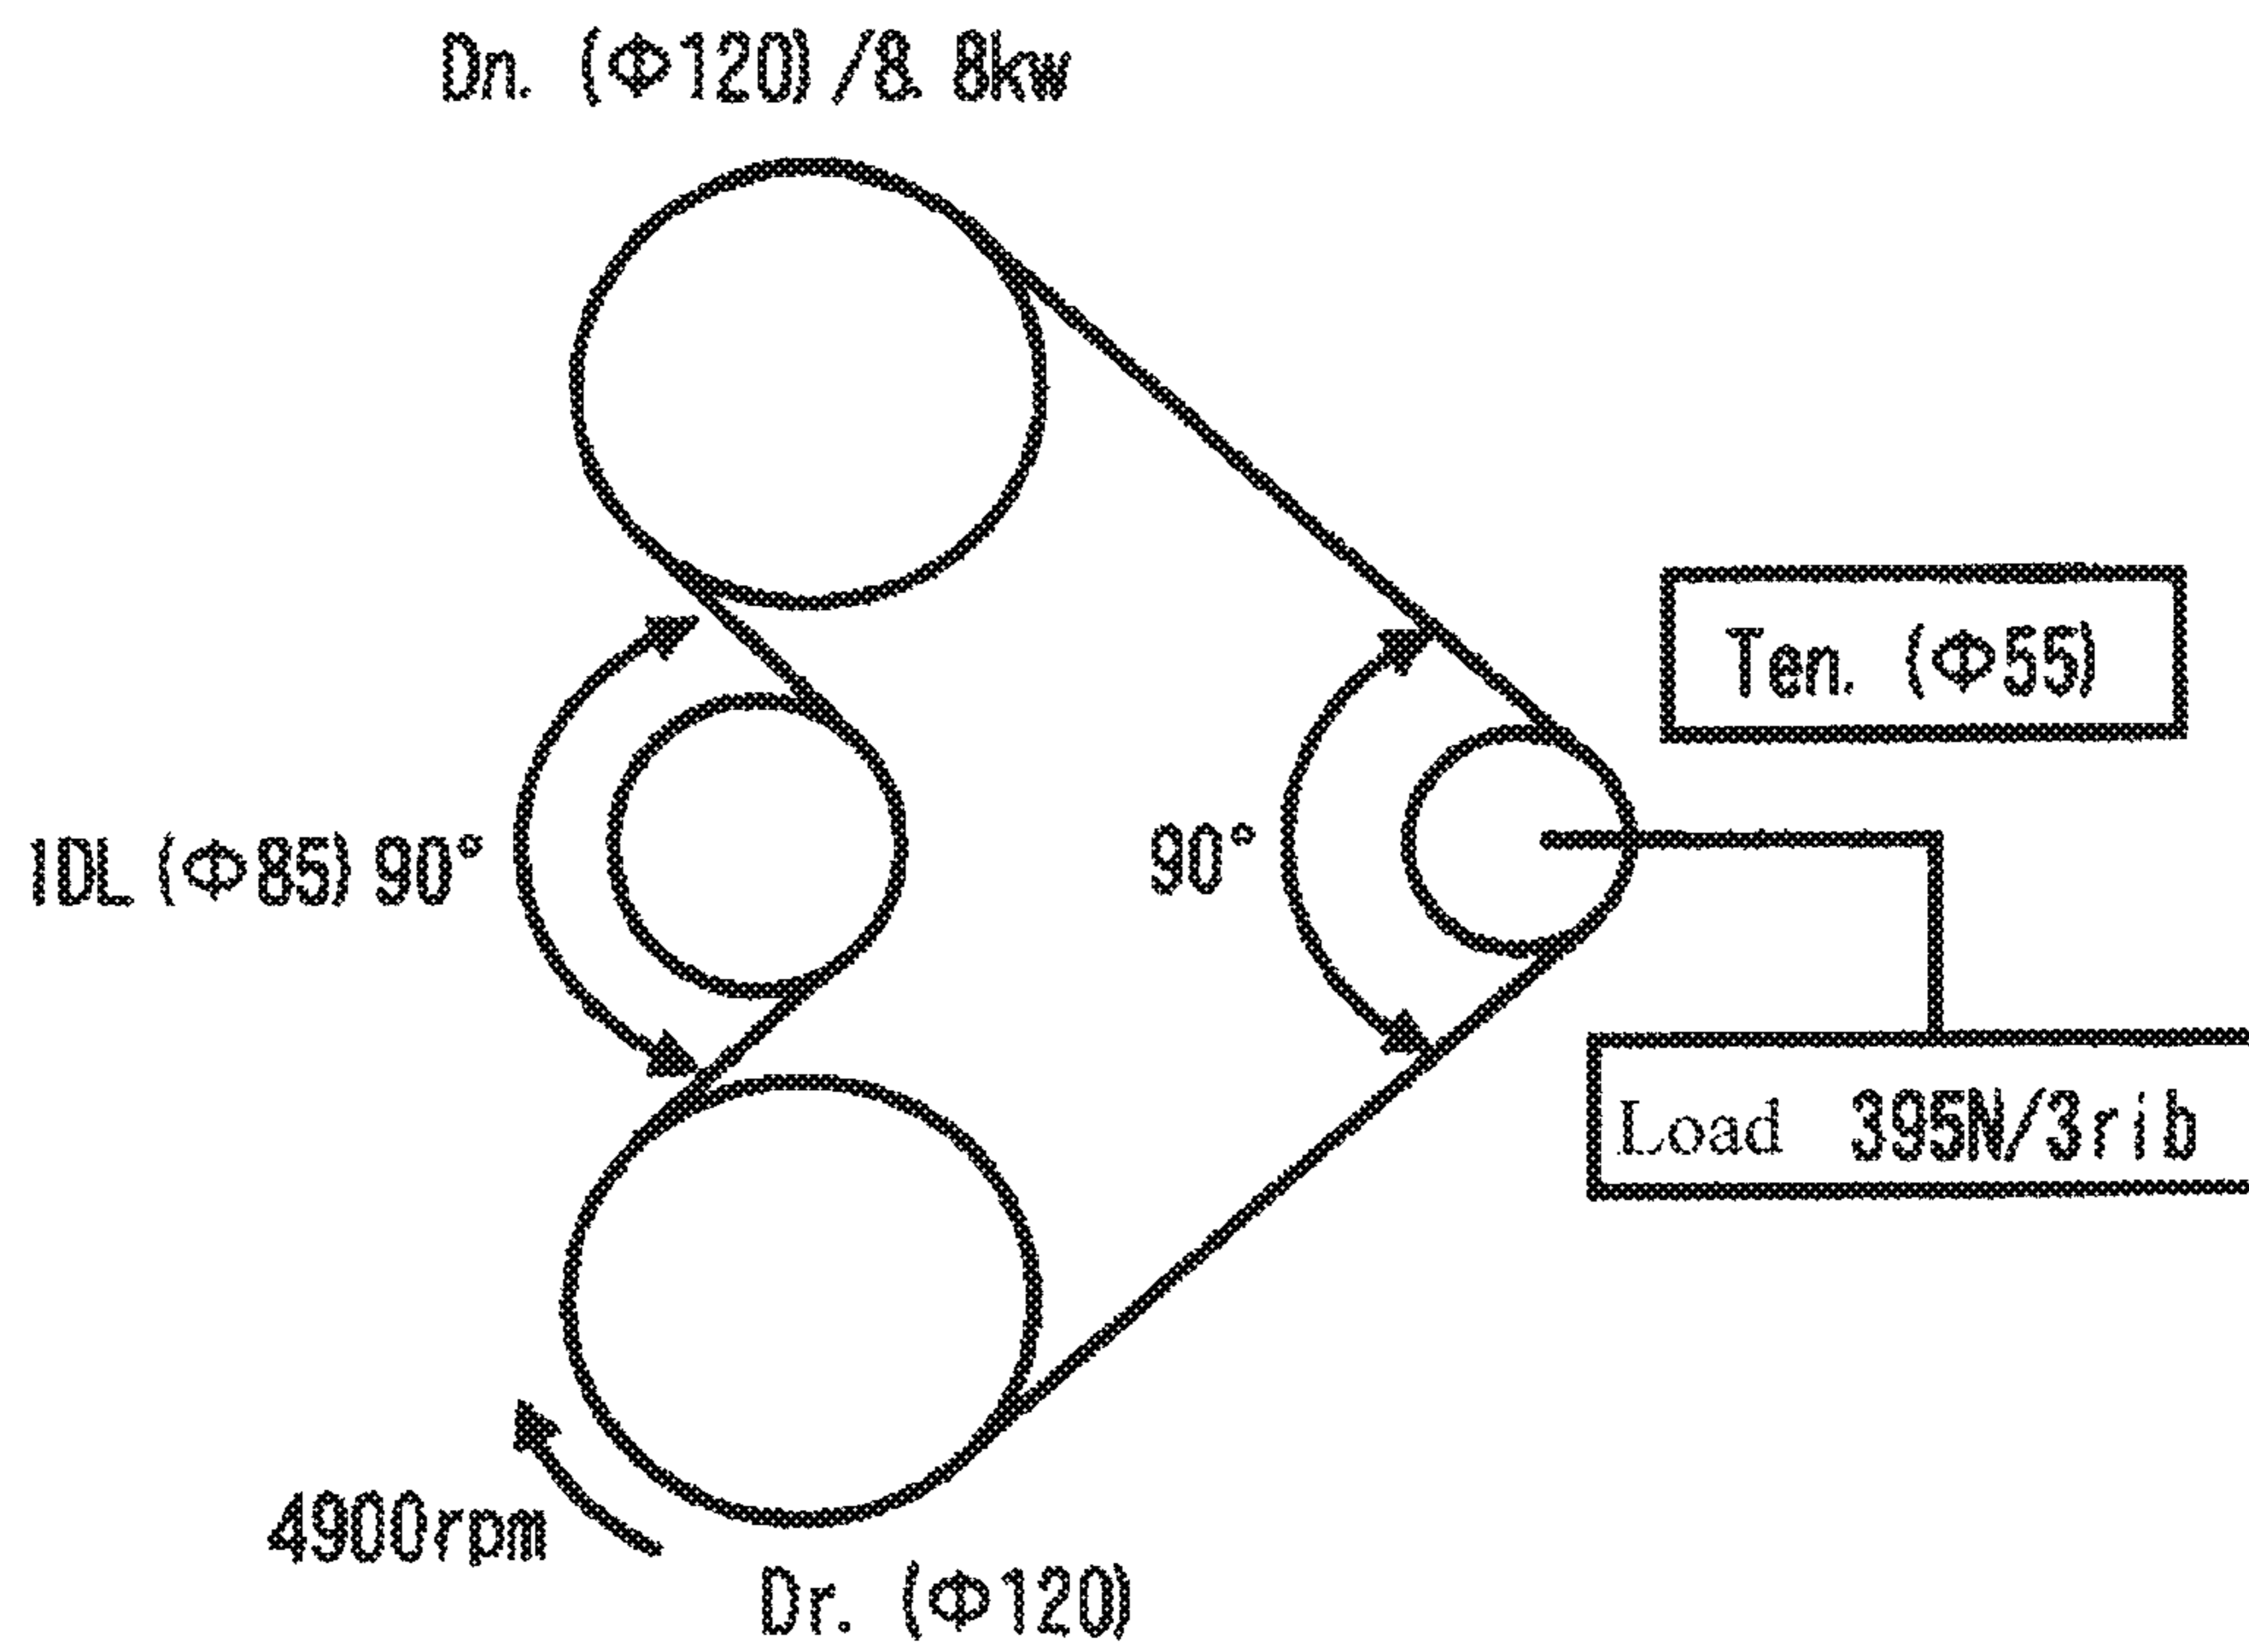 Dn. (Φ120)/8.8kw
Ten. (Φ55)
IDL (Φ85) 90°
90°
Load 395N/3rib
4900rpm
Dr. (Φ120)